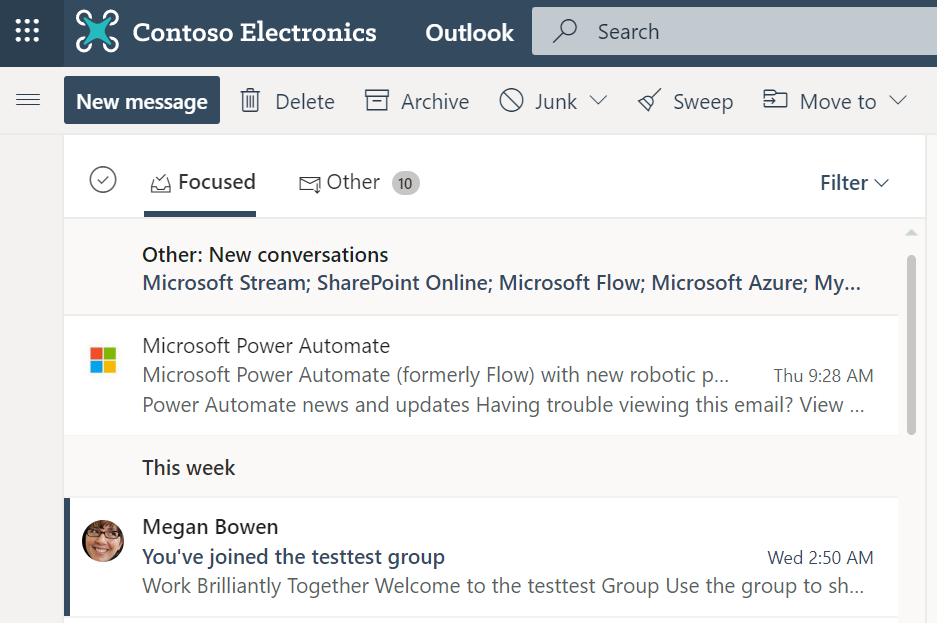 Contoso Electronics Outlook Search
New message Delete Archive Junk Sweep Move to
Focused Other 10 Filter
Other: New conversations
Microsoft Stream; SharePoint Online; Microsoft Flow; Microsoft Azure; My...
Microsoft Power Automate
Microsoft Power Automate (formerly Flow) with new robotic p... Thu 9:28 AM
Power Automate news and updates Having trouble viewing this email? View ...
This week
Megan Bowen
You've joined the testtest group Wed 2:50 AM
Work Brilliantly Together Welcome to the testtest Group Use the group to sh...